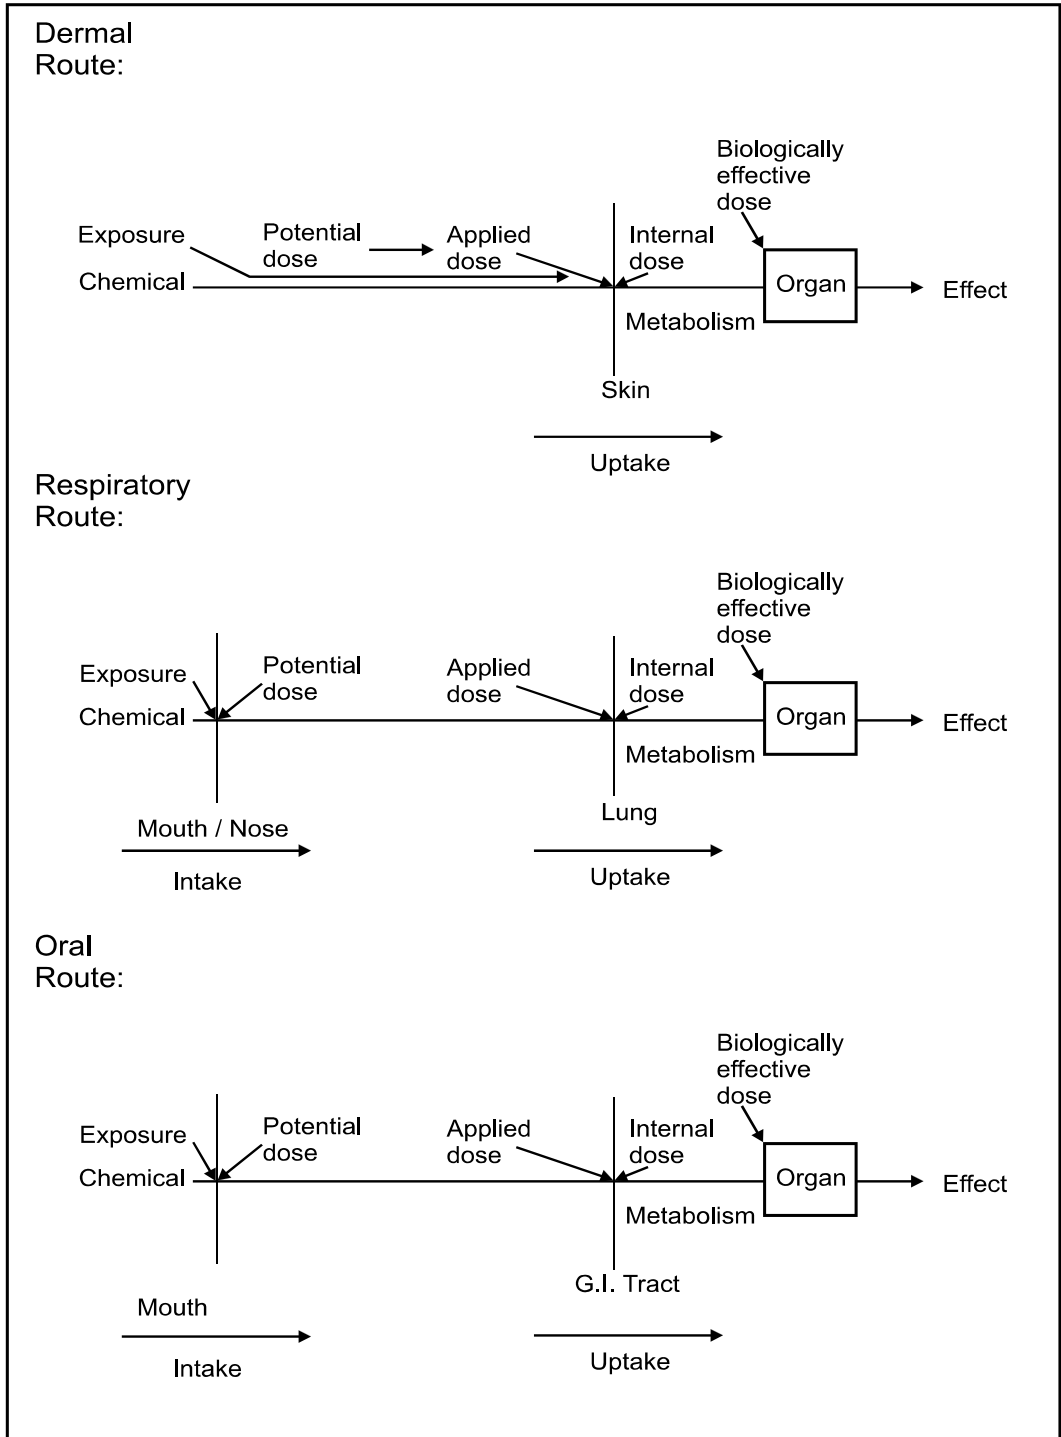 Dermal
Route:
Biologically
effective
dose
Exposure
Potential
dose
Applied
dose
Internal
dose
Chemical
Organ
Effect
Metabolism
Skin
Uptake
Respiratory
Route:
Biologically
effective
dose
Exposure
Potential
dose
Applied
dose
Internal
dose
Chemical
Organ
Effect
Metabolism
Lung
Mouth / Nose
Intake
Uptake
Oral
Route:
Biologically
effective
dose
Exposure
Potential
dose
Applied
dose
Internal
dose
Chemical
Organ
Effect
Metabolism
G.I. Tract
Mouth
Intake
Uptake